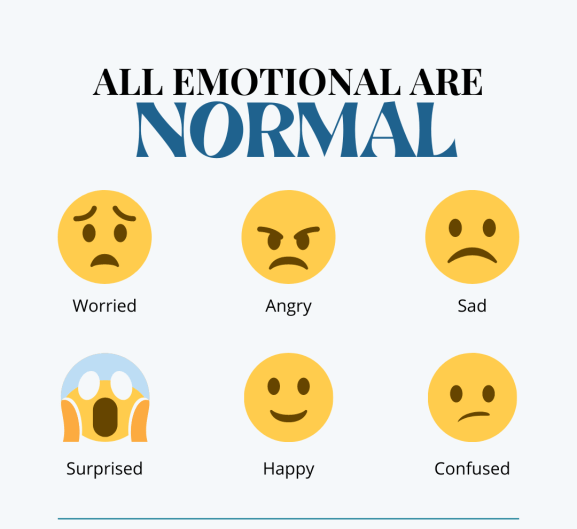 ALL EMOTIONAL ARE
NORMAL
Worried Angry Sad
Surprised Happy Confused